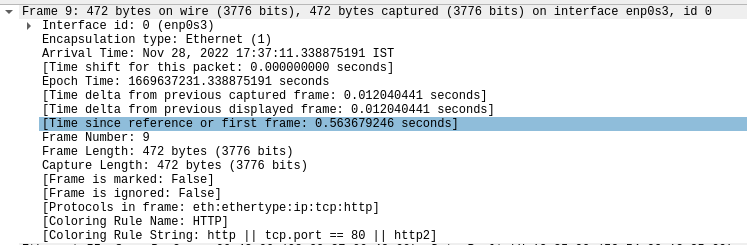 Frame 9: 472 bytes on wire (3776 bits), 472 bytes captured (3776 bits) on interface enp0s3, id 0
Interface id: 0 (enp0s3)
Encapsulation type: Ethernet (1)
Arrival Time: Nov 28, 2022 17:37:11.338875191 IST
[Time shift for this packet: 0.000000000 seconds]
Epoch Time: 1669637231.338875191 seconds
[Time delta from previous captured frame: 0.012040441 seconds]
[Time delta from previous displayed frame: 0.012040441 seconds]
[Time since reference or first frame: 0.563679246 seconds]
Frame Number: 9
Frame Length: 472 bytes (3776 bits)
Capture Length: 472 bytes (3776 bits)
[Frame is marked: False]
[Frame is ignored: False]
[Protocols in frame: eth:ethertype:ip:tcp:http]
[Coloring Rule Name: HTTP]
[Coloring Rule String: http || tcp.port == 80 || http2]